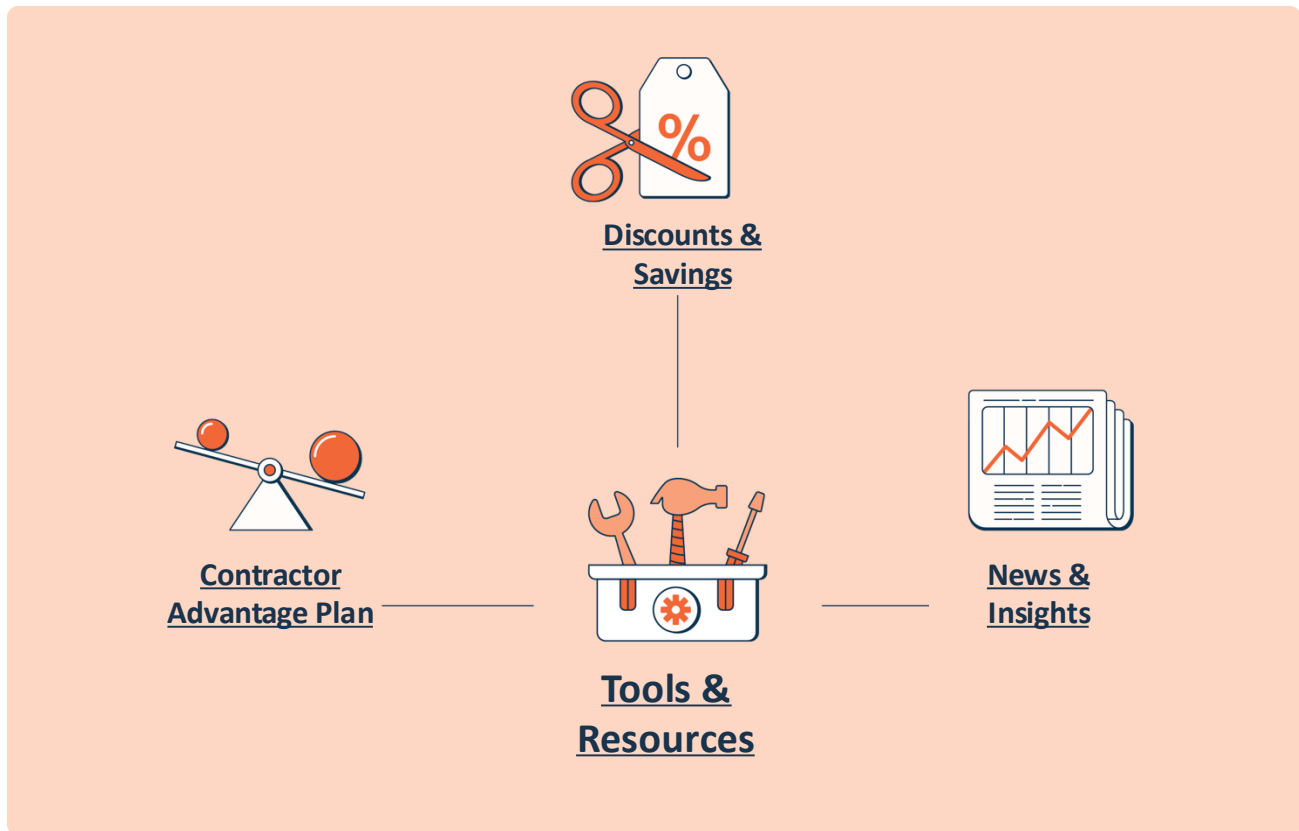 %
Discounts &
Savings
Contractor
Advantage Plan
News &
Insights
Tools &
Resources